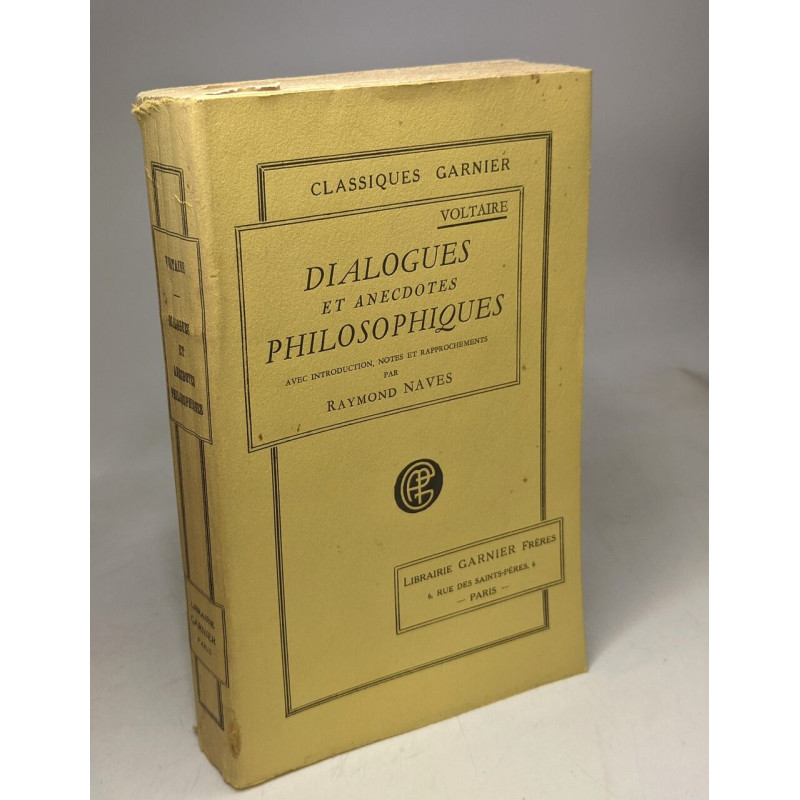 CLASSIQUES GARNIER
VOLTAIRE
DIALOGUES
ET ANECDOTES
PHILOSOPHIQUES
AVEC INTRODUCTION, NOTES ET RAPPROCHEMENTS
PAR
RAYMOND NAVES
LIBRAIRIE GARNIER FRÈRES
6, RUE DES SAINTS-PÈRES, 6
— PARIS —
VOLTAIRE
—
DIALOGUES
ET
ANECDOTES
PHILOSOPHIQUES
LIBRAIRIE
GARNIER
PARIS